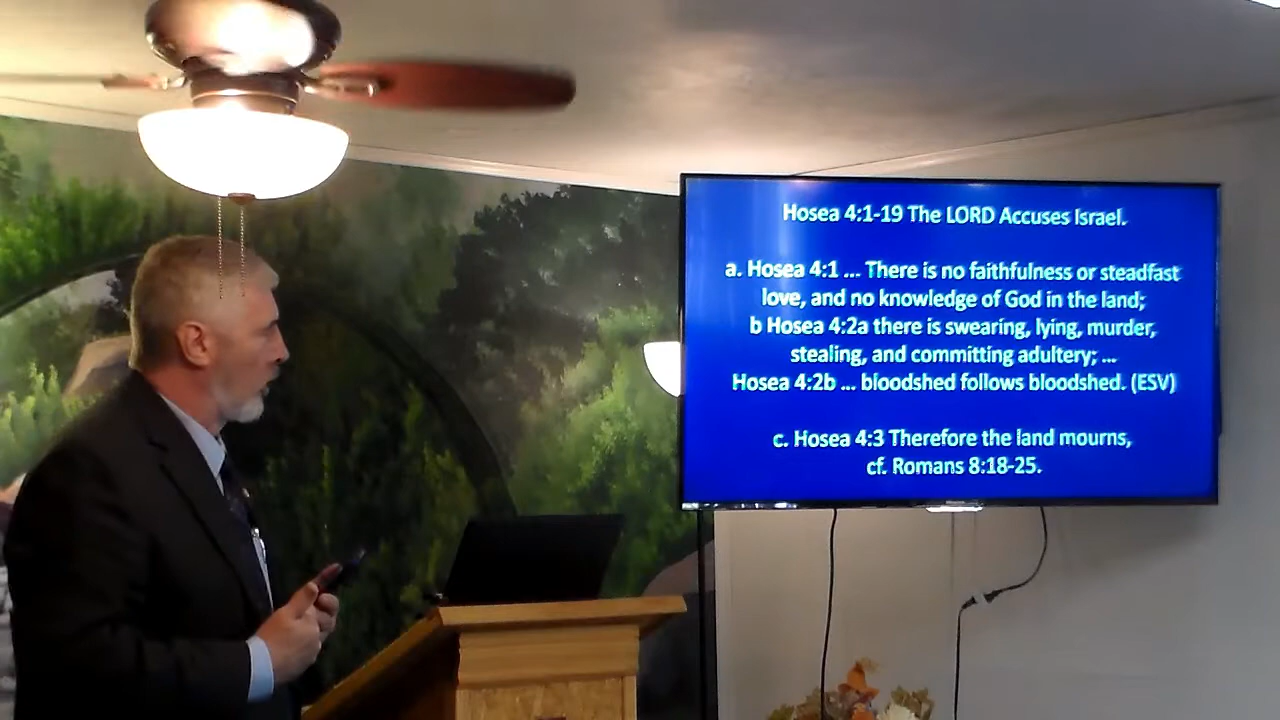 Hosea 4:1-19 The LORD Accuses Israel.
a. Hosea 4:1 ... There is no faithfulness or steadfast
love, and no knowledge of God in the land;
b Hosea 4:2a there is swearing, lying, murder,
stealing, and committing adultery; ...
Hosea 4:2b ... bloodshed follows bloodshed. (ESV)
c. Hosea 4:3 Therefore the land mourns,
cf. Romans 8:18-25.